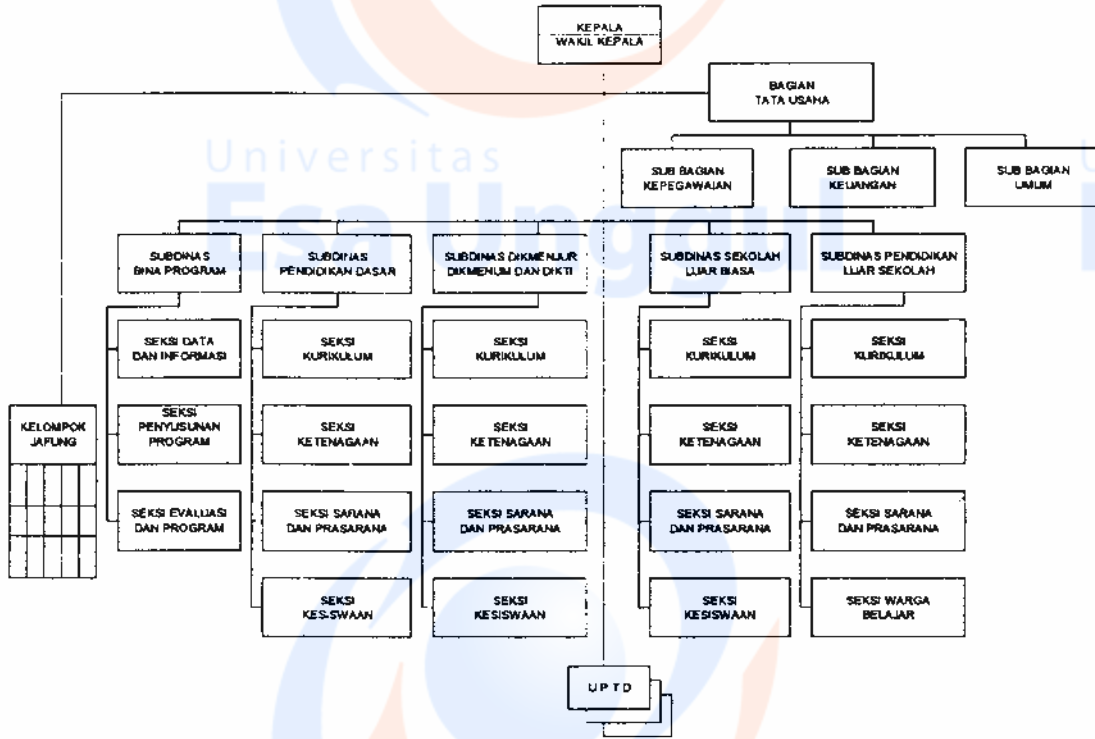 KEPALA
WAKIL KEPALA
BAGIAN
TATA USAHA
Universitas
Esa Unggul
SUB BAGIAN
KEPEGAWAIAN
SUB BAGIAN
KEUANGAN
SUB BAGIAN
UMUM
SUBDINAS
BINA PROGRAM
SUBDINAS
PENDIDIKAN DASAR
SUBDINAS DIKMENJUR
DIKMENUM DAN DIKTI
SUBDINAS SEKOLAH
LUAR BIASA
SUBDINAS PENDIDIKAN
LUAR SEKOLAH
SEKSI DATA
DAN INFORMASI
SEKSI
KURIKULUM
SEKSI
KURIKULUM
SEKSI
KURIKULUM
SEKSI
KURIKULUM
KELOMPOK
JAFUNG
SEKSI
PENYUSUNAN
PROGRAM
SEKSI
KETENAGAAN
SEKSI
KETENAGAAN
SEKSI
KETENAGAAN
SEKSI
KETENAGAAN
SEKSI EVALUASI
DAN PROGRAM
SEKSI SARANA
DAN PRASARANA
SEKSI SARANA
DAN PRASARANA
SEKSI SARANA
DAN PRASARANA
SEKSI SARANA
DAN PRASARANA
SEKSI
KESISWAAN
SEKSI
KESISWAAN
SEKSI
KESISWAAN
SEKSI WARGA
BELAJAR
U P T D